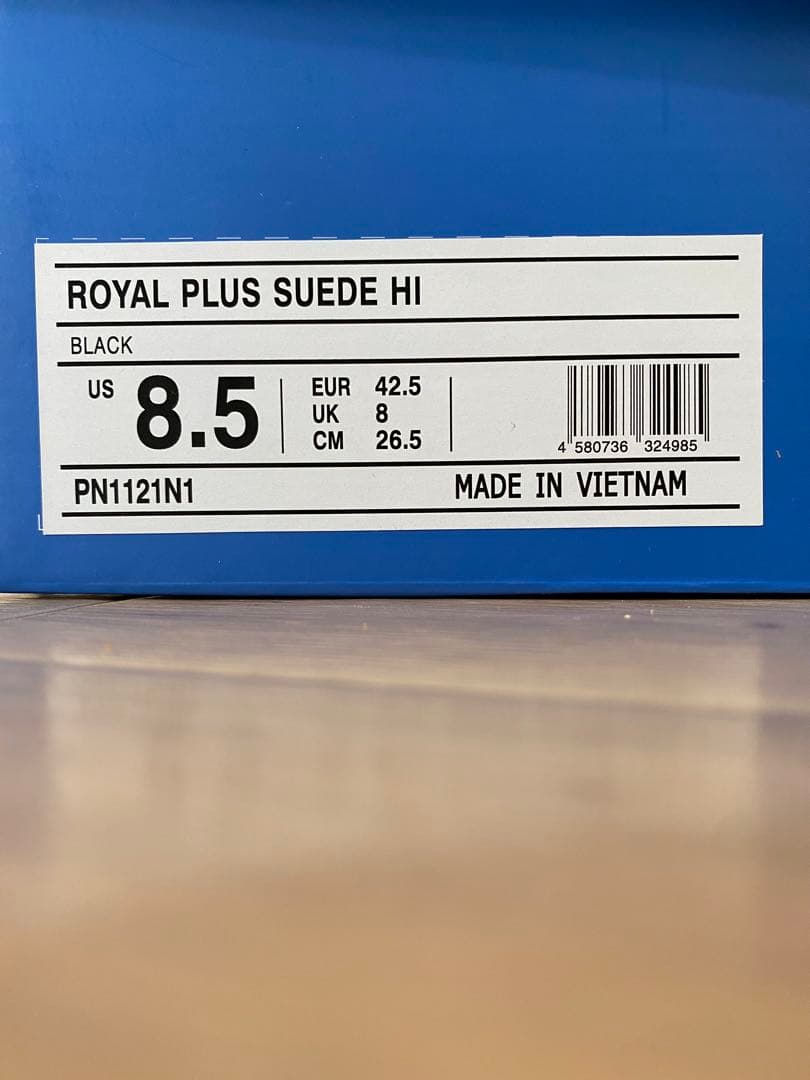 ROYAL PLUS SUEDE HI
BLACK
US 8.5
EUR 42.5
UK 8
CM 26.5
4 580736 324985
PN1121N1
MADE IN VIETNAM